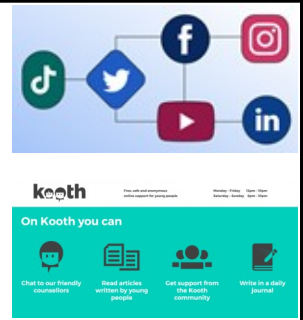 in
kooth
Free, safe and anonymous
online support for young people
Monday - Friday 12pm - 10pm
Saturday - Sunday 6pm - 10pm
On Kooth you can
Chat to our friendly
counsellors
Read articles
written by young
people
Get support from
the Kooth
community
Write in a daily
journal